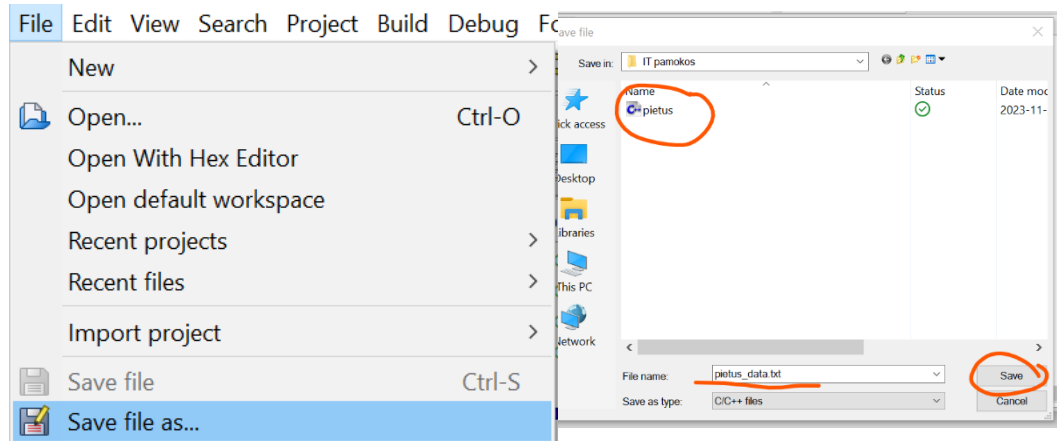 File Edit View Search Project Build Debug Fo
New
Open... Ctrl-O
Open With Hex Editor
Open default workspace
Recent projects
Recent files
Import project
Save file Ctrl-S
Save file as...
ave file
Save in: IT pamokos
Name Status Date moc
pietus 2023-11-
ick access
Desktop
ibraries
This PC
Network
File name: pietus_data.txt Save
Save as type: C/C++ files Cancel